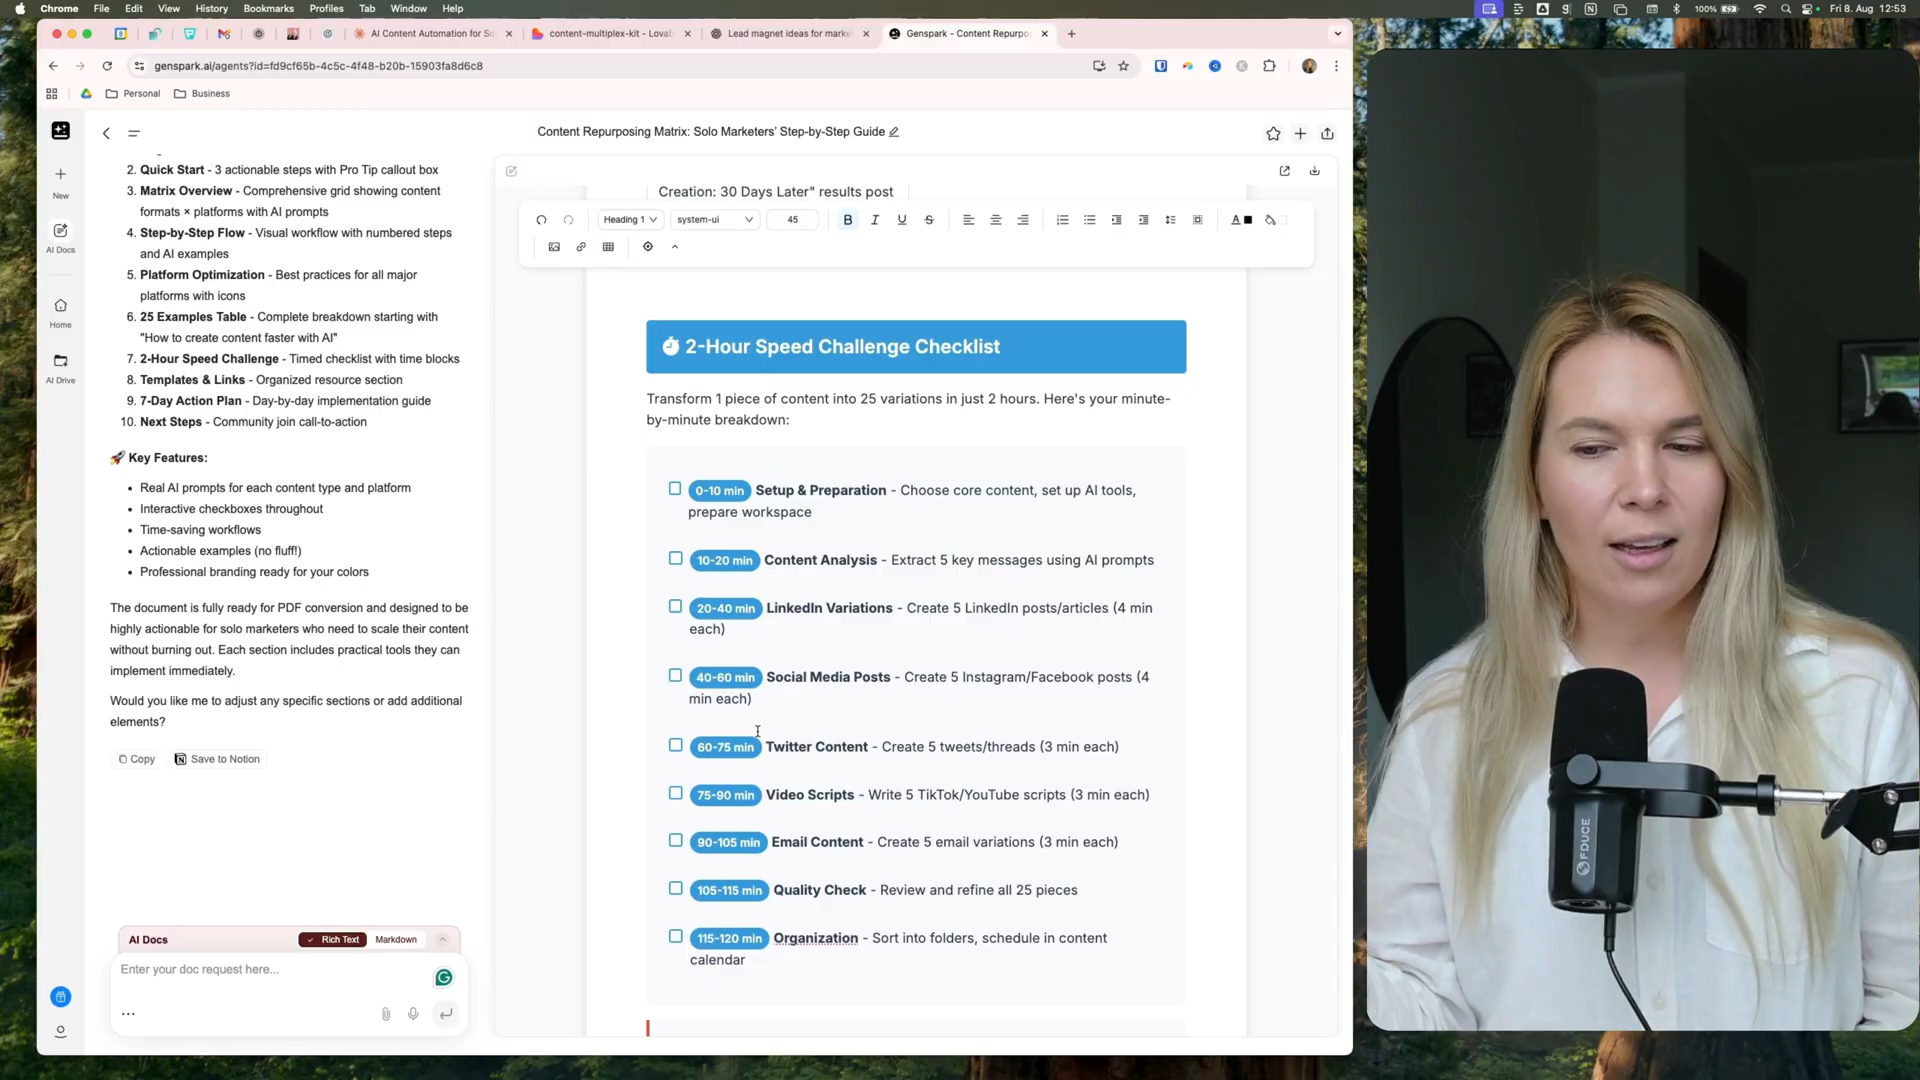 Chrome File Edit View History Bookmarks Profiles Tab Window Help
100% Fri 8. Aug 12:53
AI Content Automation for So
content-multiplex-kit - Lovab
Lead magnet ideas for marke
Genspark - Content Repurpo
genspark.ai/agents?id=fd9cf65b-4c5c-4f48-b20b-15903fa8d6c8
Personal Business
New
AI Docs
Home
AI Drive
Content Repurposing Matrix: Solo Marketers' Step-by-Step Guide
2. Quick Start - 3 actionable steps with Pro Tip callout box
3. Matrix Overview - Comprehensive grid showing content
formats × platforms with AI prompts
4. Step-by-Step Flow - Visual workflow with numbered steps
and AI examples
5. Platform Optimization - Best practices for all major
platforms with icons
6. 25 Examples Table - Complete breakdown starting with
"How to create content faster with AI"
7. 2-Hour Speed Challenge - Timed checklist with time blocks
8. Templates & Links - Organized resource section
9. 7-Day Action Plan - Day-by-day implementation guide
10. Next Steps - Community join call-to-action
🚀 Key Features:
• Real AI prompts for each content type and platform
• Interactive checkboxes throughout
• Time-saving workflows
• Actionable examples (no fluff!)
• Professional branding ready for your colors
The document is fully ready for PDF conversion and designed to be
highly actionable for solo marketers who need to scale their content
without burning out. Each section includes practical tools they can
implement immediately.
Would you like me to adjust any specific sections or add additional
elements?
Copy Save to Notion
AI Docs Rich Text Markdown
Enter your doc request here...
Creation: 30 Days Later" results post
Heading 1 system-ui 45 B I U S A
⏱ 2-Hour Speed Challenge Checklist
Transform 1 piece of content into 25 variations in just 2 hours. Here's your minute-
by-minute breakdown:
0-10 min Setup & Preparation - Choose core content, set up AI tools,
prepare workspace
10-20 min Content Analysis - Extract 5 key messages using AI prompts
20-40 min LinkedIn Variations - Create 5 LinkedIn posts/articles (4 min
each)
40-60 min Social Media Posts - Create 5 Instagram/Facebook posts (4
min each)
60-75 min Twitter Content - Create 5 tweets/threads (3 min each)
75-90 min Video Scripts - Write 5 TikTok/YouTube scripts (3 min each)
90-105 min Email Content - Create 5 email variations (3 min each)
105-115 min Quality Check - Review and refine all 25 pieces
115-120 min Organization - Sort into folders, schedule in content
calendar
FDUCE